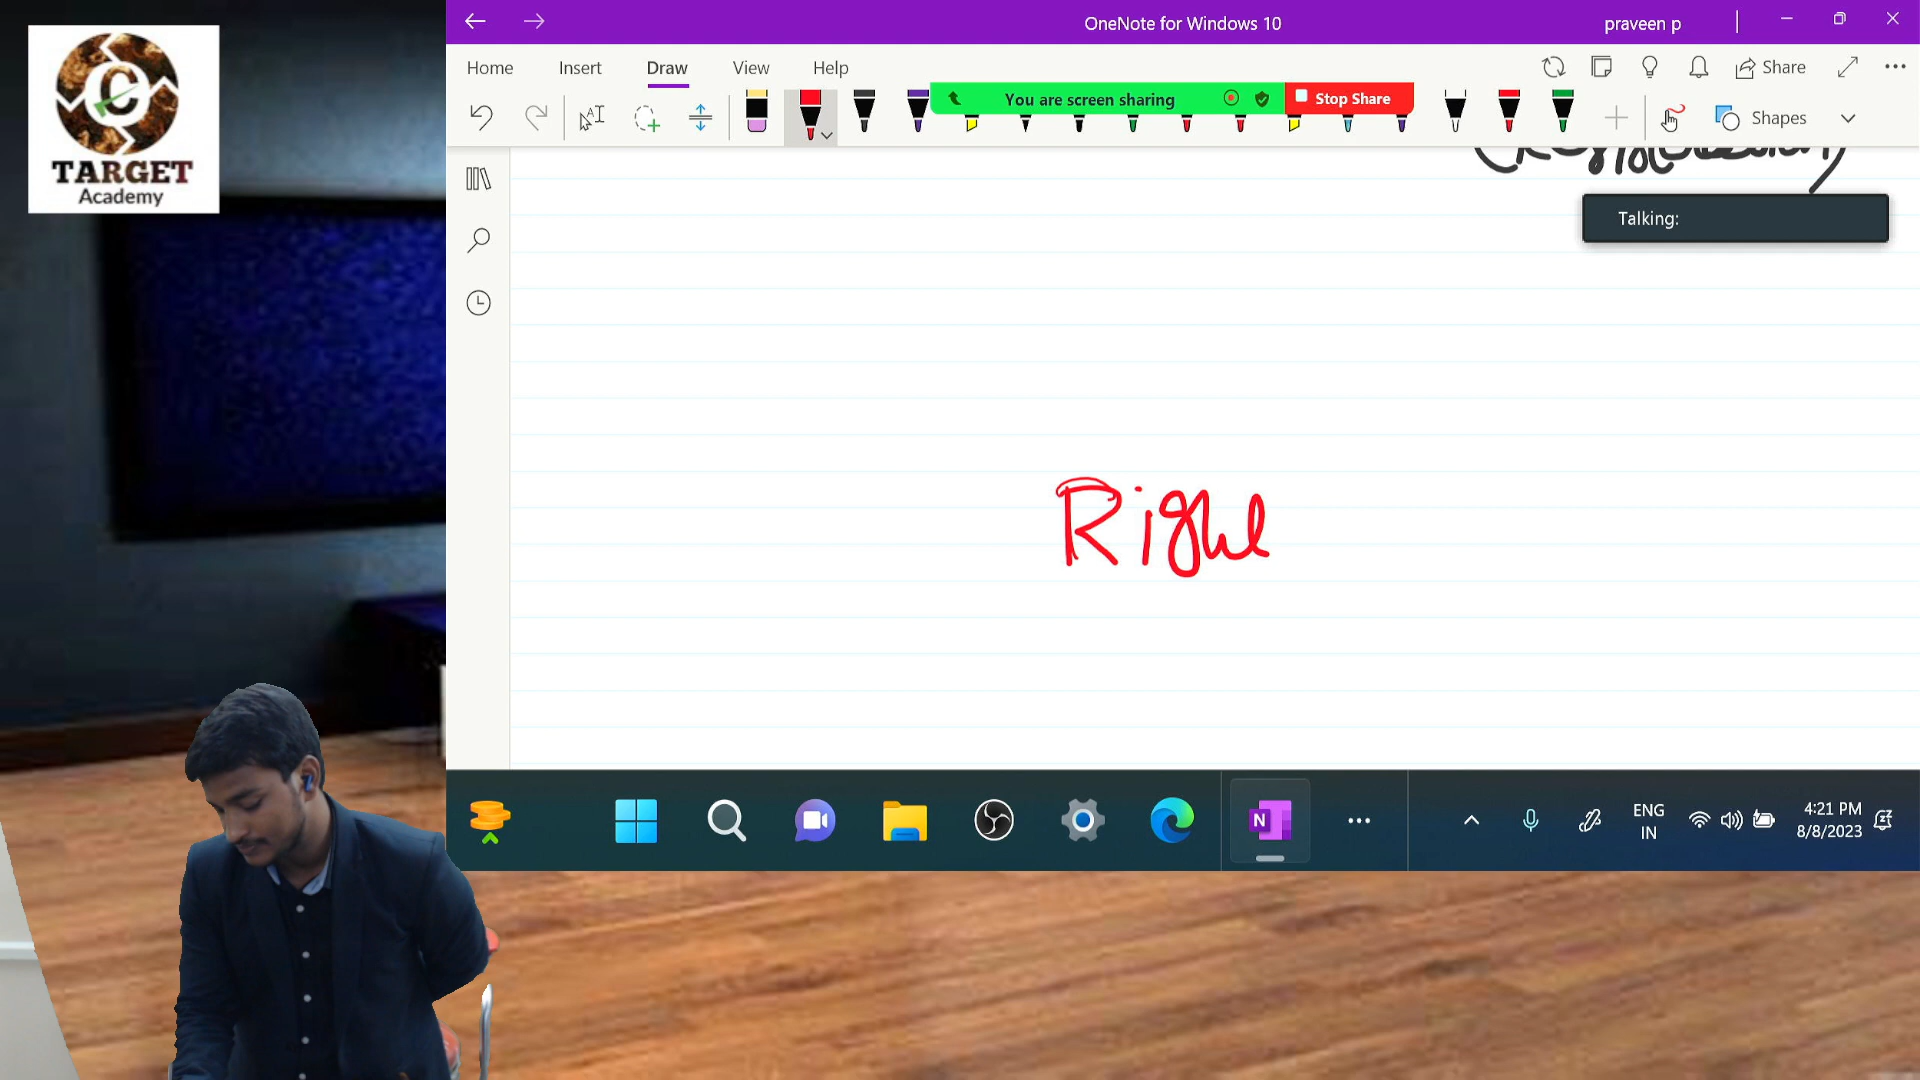 C
TARGET
Academy
OneNote for Windows 10
praveen p
Home Insert Draw View Help
Share
You are screen sharing
Stop Share
Shapes
Talking:
Right
N
ENG
IN
4:21 PM
8/8/2023